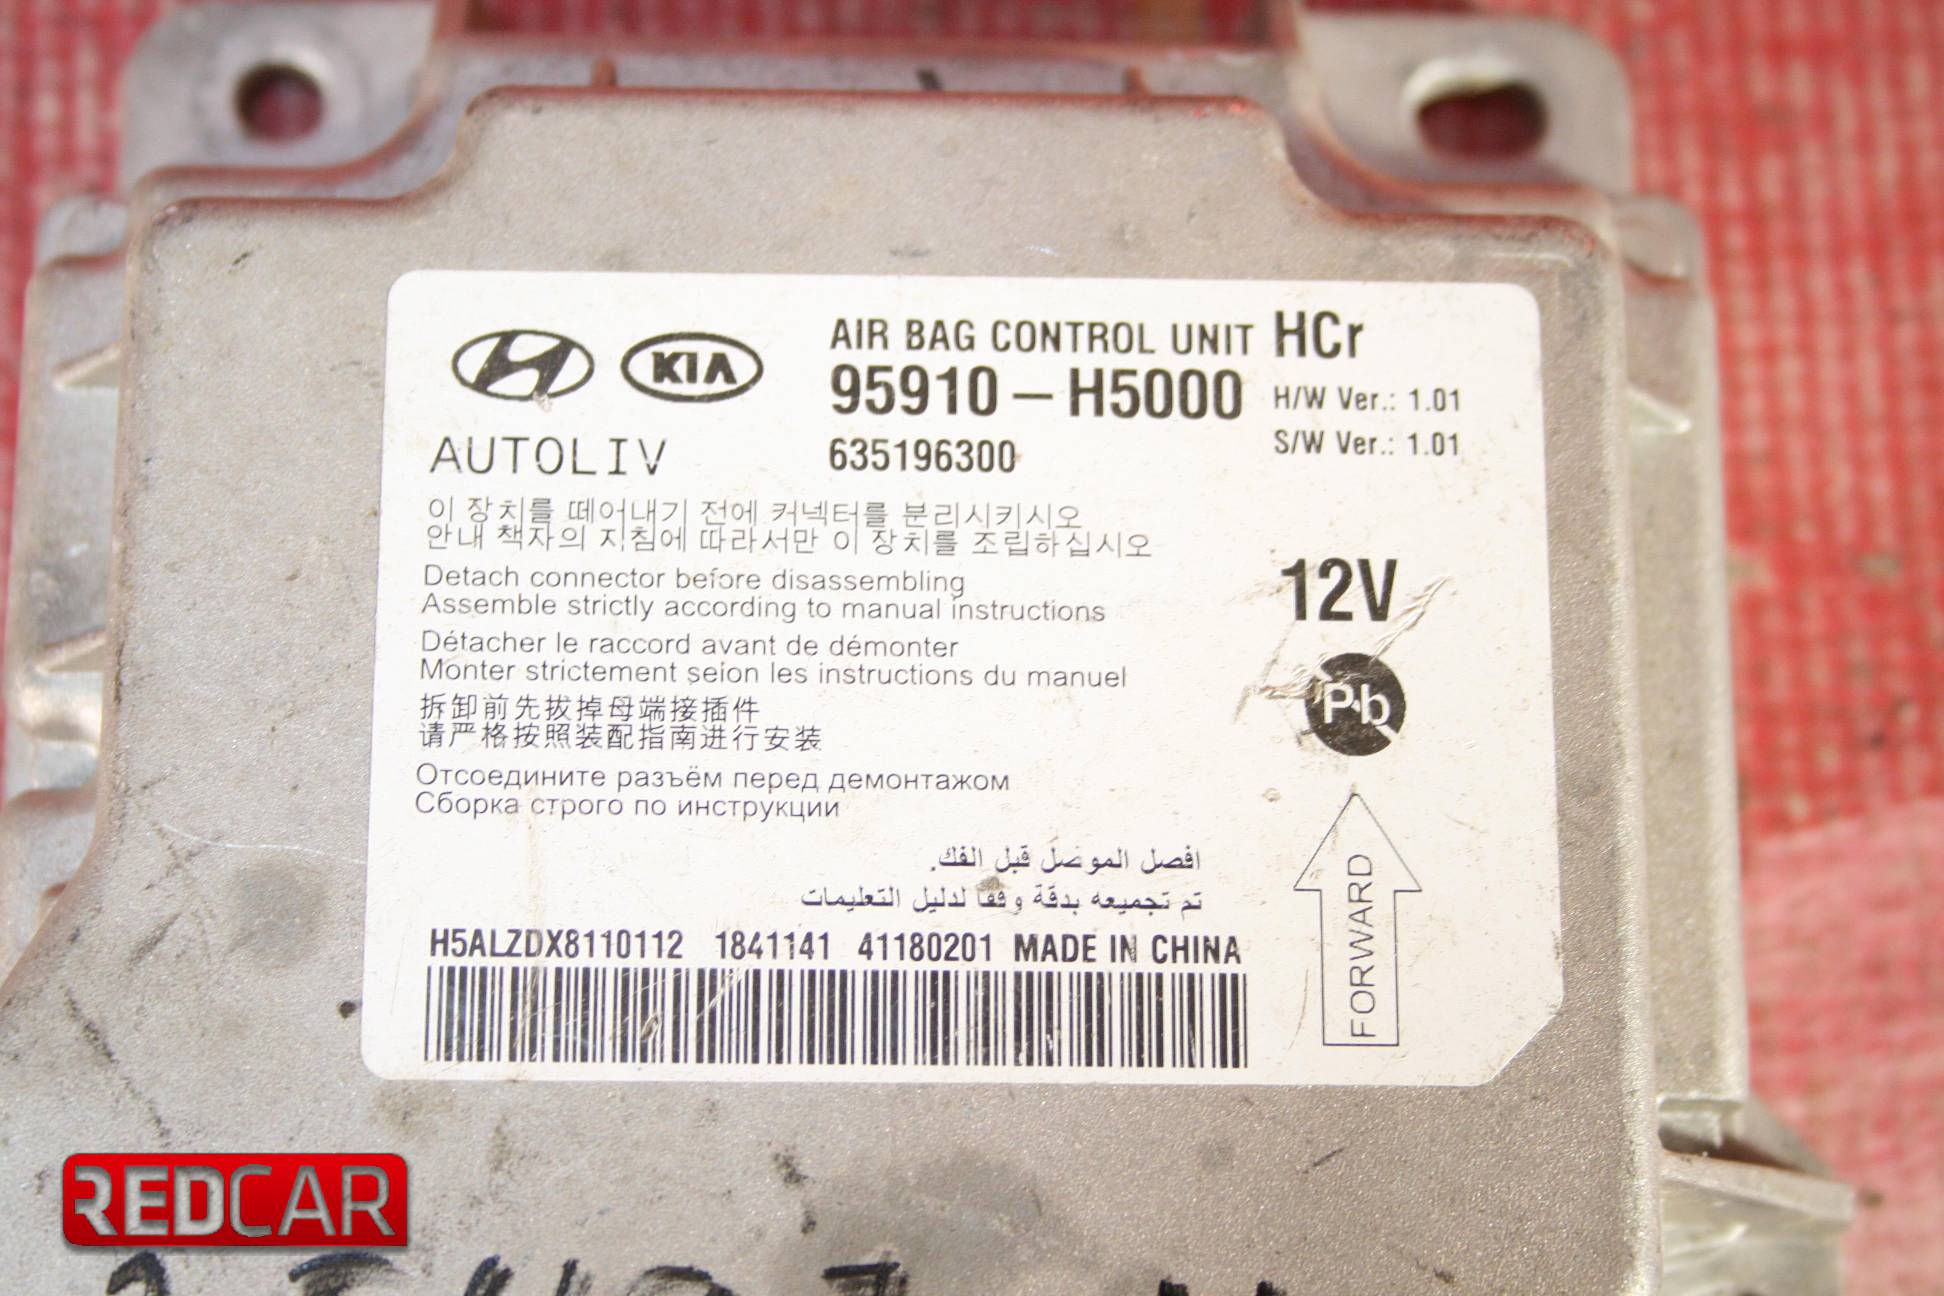 KIA
AIR BAG CONTROL UNIT HCr
95910-H5000
H/W Ver.: 1.01
AUTOLIV
635196300
S/W Ver.: 1.01
이 장치를 떼어내기 전에 커넥터를 분리시키시오
안내 책자의 지침에 따라서만 이 장치를 조립하십시오
Detach connector before disassembling
Assemble strictly according to manual instructions
12V
Détacher le raccord avant de démonter
Monter strictement selon les instructions du manuel
Pb
拆卸前先拔掉母端接插件
请严格按照装配指南进行安装
Отсоедините разъём перед демонтажом
Сборка строго по инструкции
افصل الموصل قبل الفك.
تم تجميعه بدقة وفقا لدليل التعليمات
FORWARD
H5ALZDX8110112 1841141 41180201 MADE IN CHINA
REDCAR